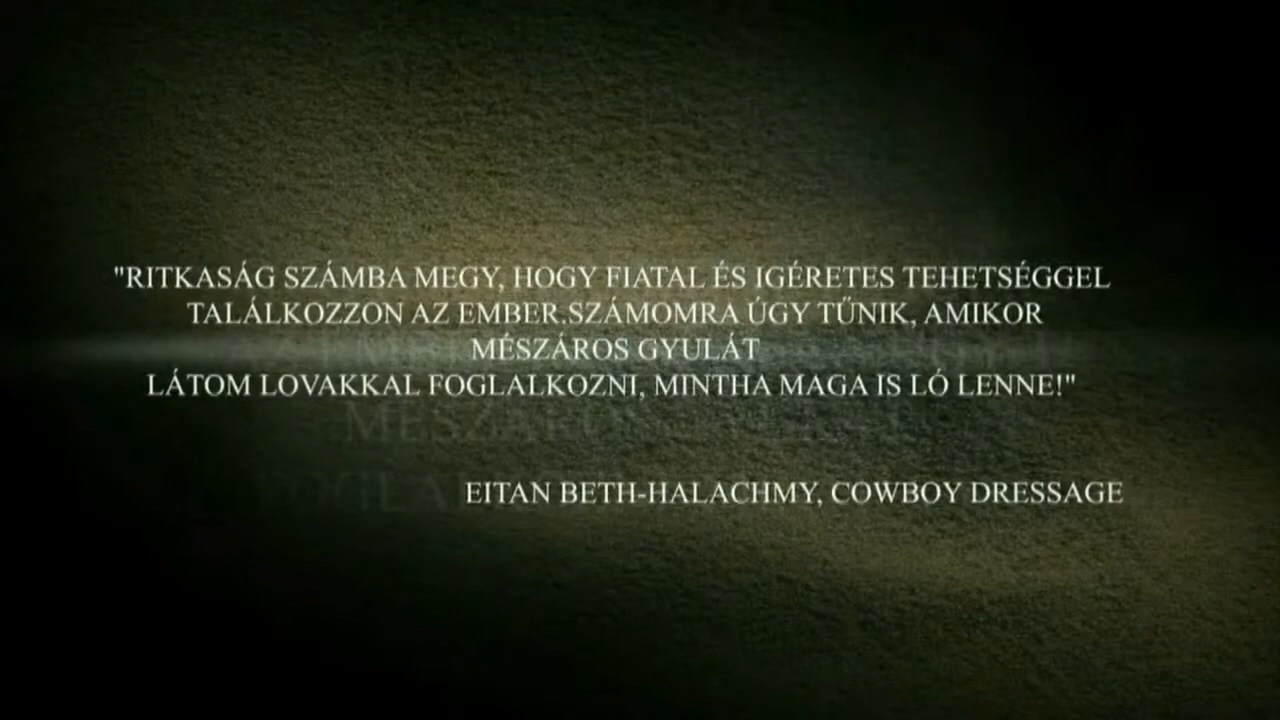 "RITKASÁG SZÁMBA MEGY, HOGY FIATAL ÉS IGÉRETES TEHETSÉGGEL
TALÁLKOZZON AZ EMBER.SZÁMOMRA ÚGY TŰNIK, AMIKOR
MÉSZÁROS GYULÁT
LÁTOM LOVAKKAL FOGLALKOZNI, MINTHA MAGA IS LÓ LENNE!"
EITAN BETH-HALACHMY, COWBOY DRESSAGE